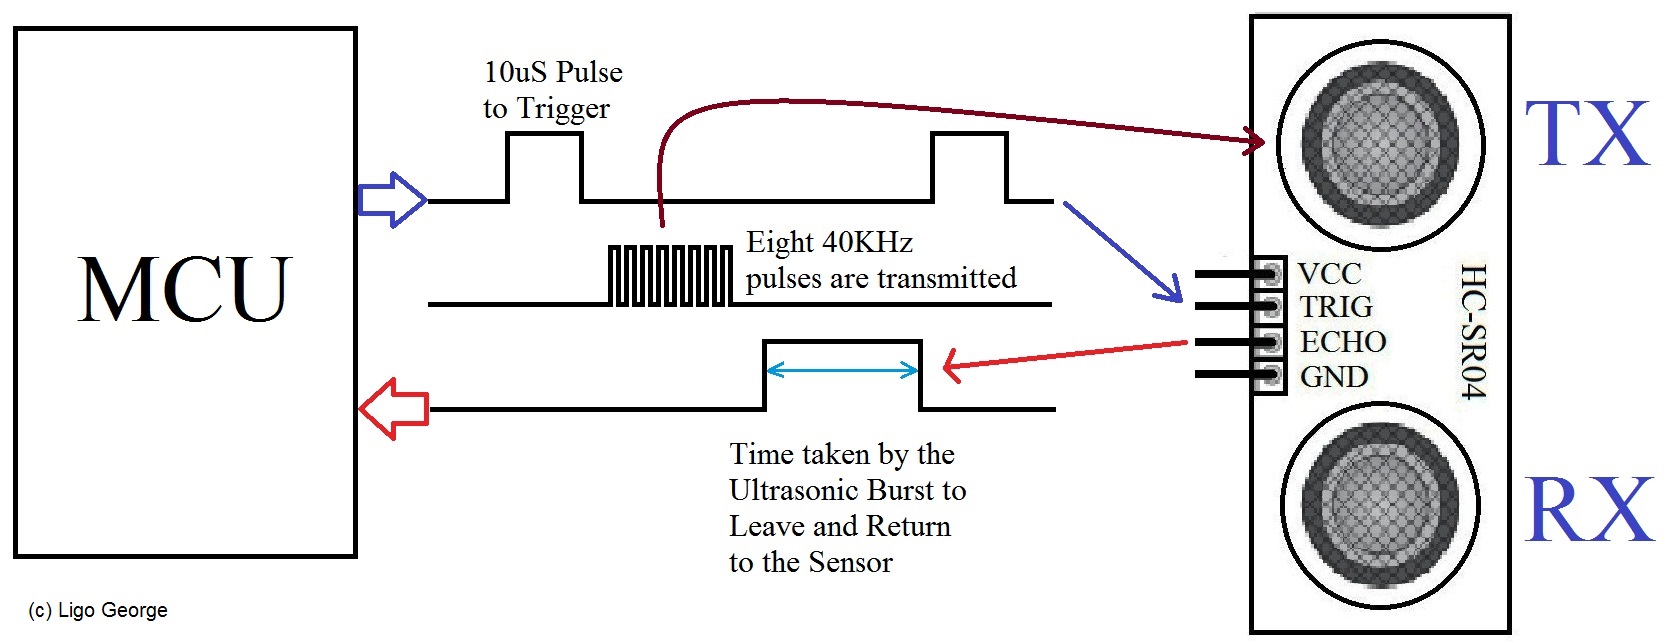 10uS Pulse
to Trigger
TX
MCU
Eight 40KHz
pulses are transmitted
VCC
TRIG
ECHO
GND
HC-SR04
Time taken by the
Ultrasonic Burst to
Leave and Return
to the Sensor
RX
(c) Ligo George